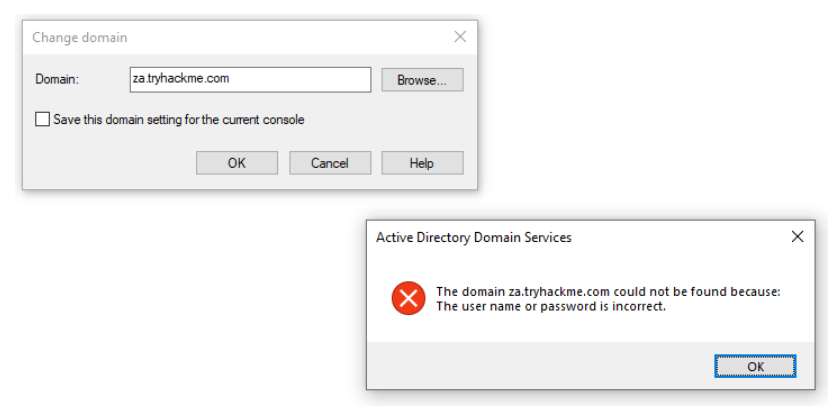 Change domain
Domain: za.tryhackme.com Browse...
Save this domain setting for the current console
OK Cancel Help
Active Directory Domain Services
The domain za.tryhackme.com could not be found because:
The user name or password is incorrect.
OK